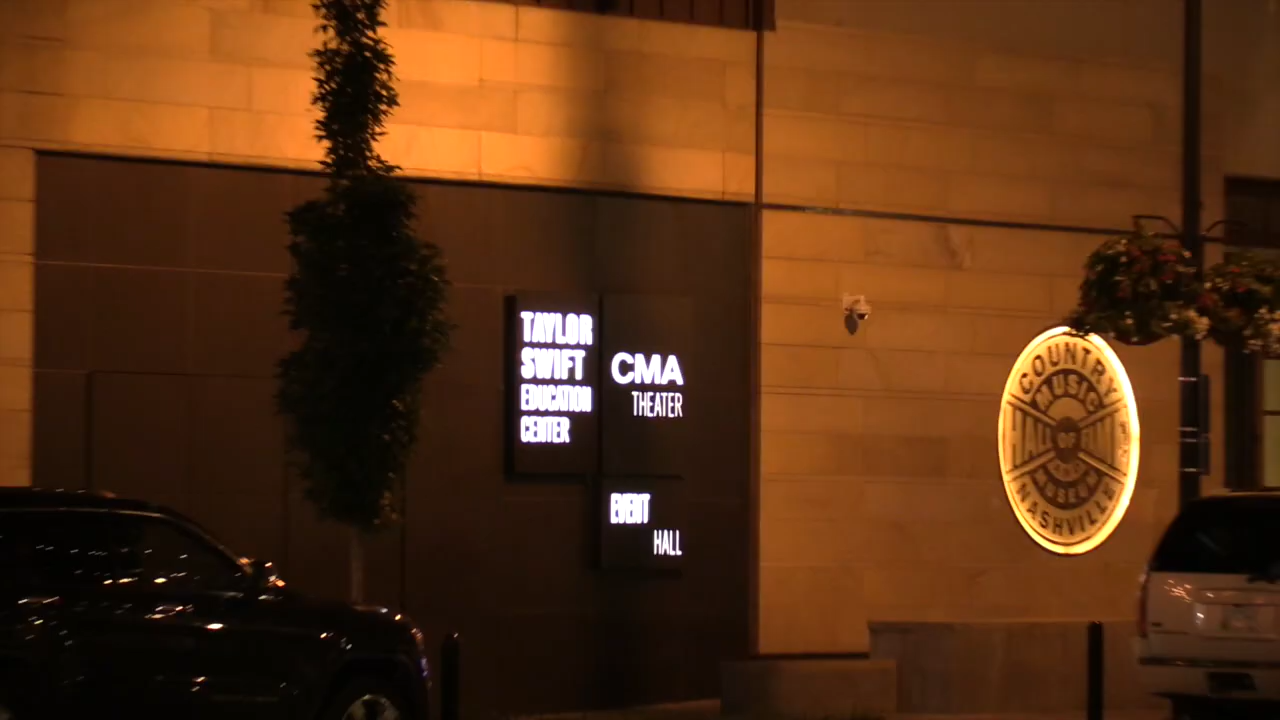 TAYLOR
SWIFT
EDUCATION
CENTER
CMA
THEATER
EVENT
HALL
COUNTRY
MUSIC
HALL OF FAME
AND
MUSEUM
NASHVILLE